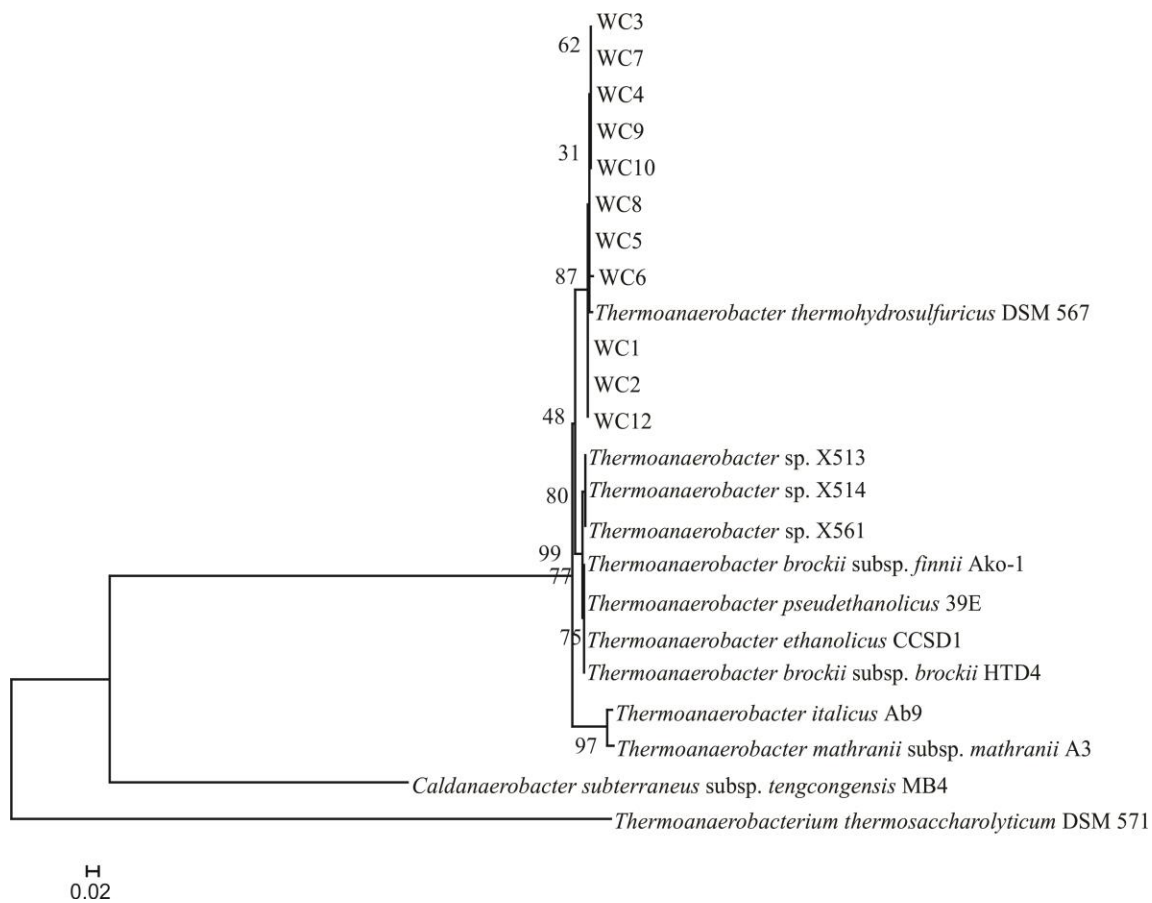 WC3
62
WC7
WC4
WC9
31
WC10
WC8
WC5
87
WC6
Thermoanaerobacter thermohydrosulfuricus DSM 567
WC1
WC2
48
WC12
Thermoanaerobacter sp. X513
80
Thermoanaerobacter sp. X514
Thermoanaerobacter sp. X561
99
Thermoanaerobacter brockii subsp. finnii Ako-1
77
Thermoanaerobacter pseudethanolicus 39E
75
Thermoanaerobacter ethanolicus CCSD1
Thermoanaerobacter brockii subsp. brockii HTD4
Thermoanaerobacter italicus Ab9
97
Thermoanaerobacter mathranii subsp. mathranii A3
Caldanaerobacter subterraneus subsp. tengcongensis MB4
Thermoanaerobacterium thermosaccharolyticum DSM 571
0.02